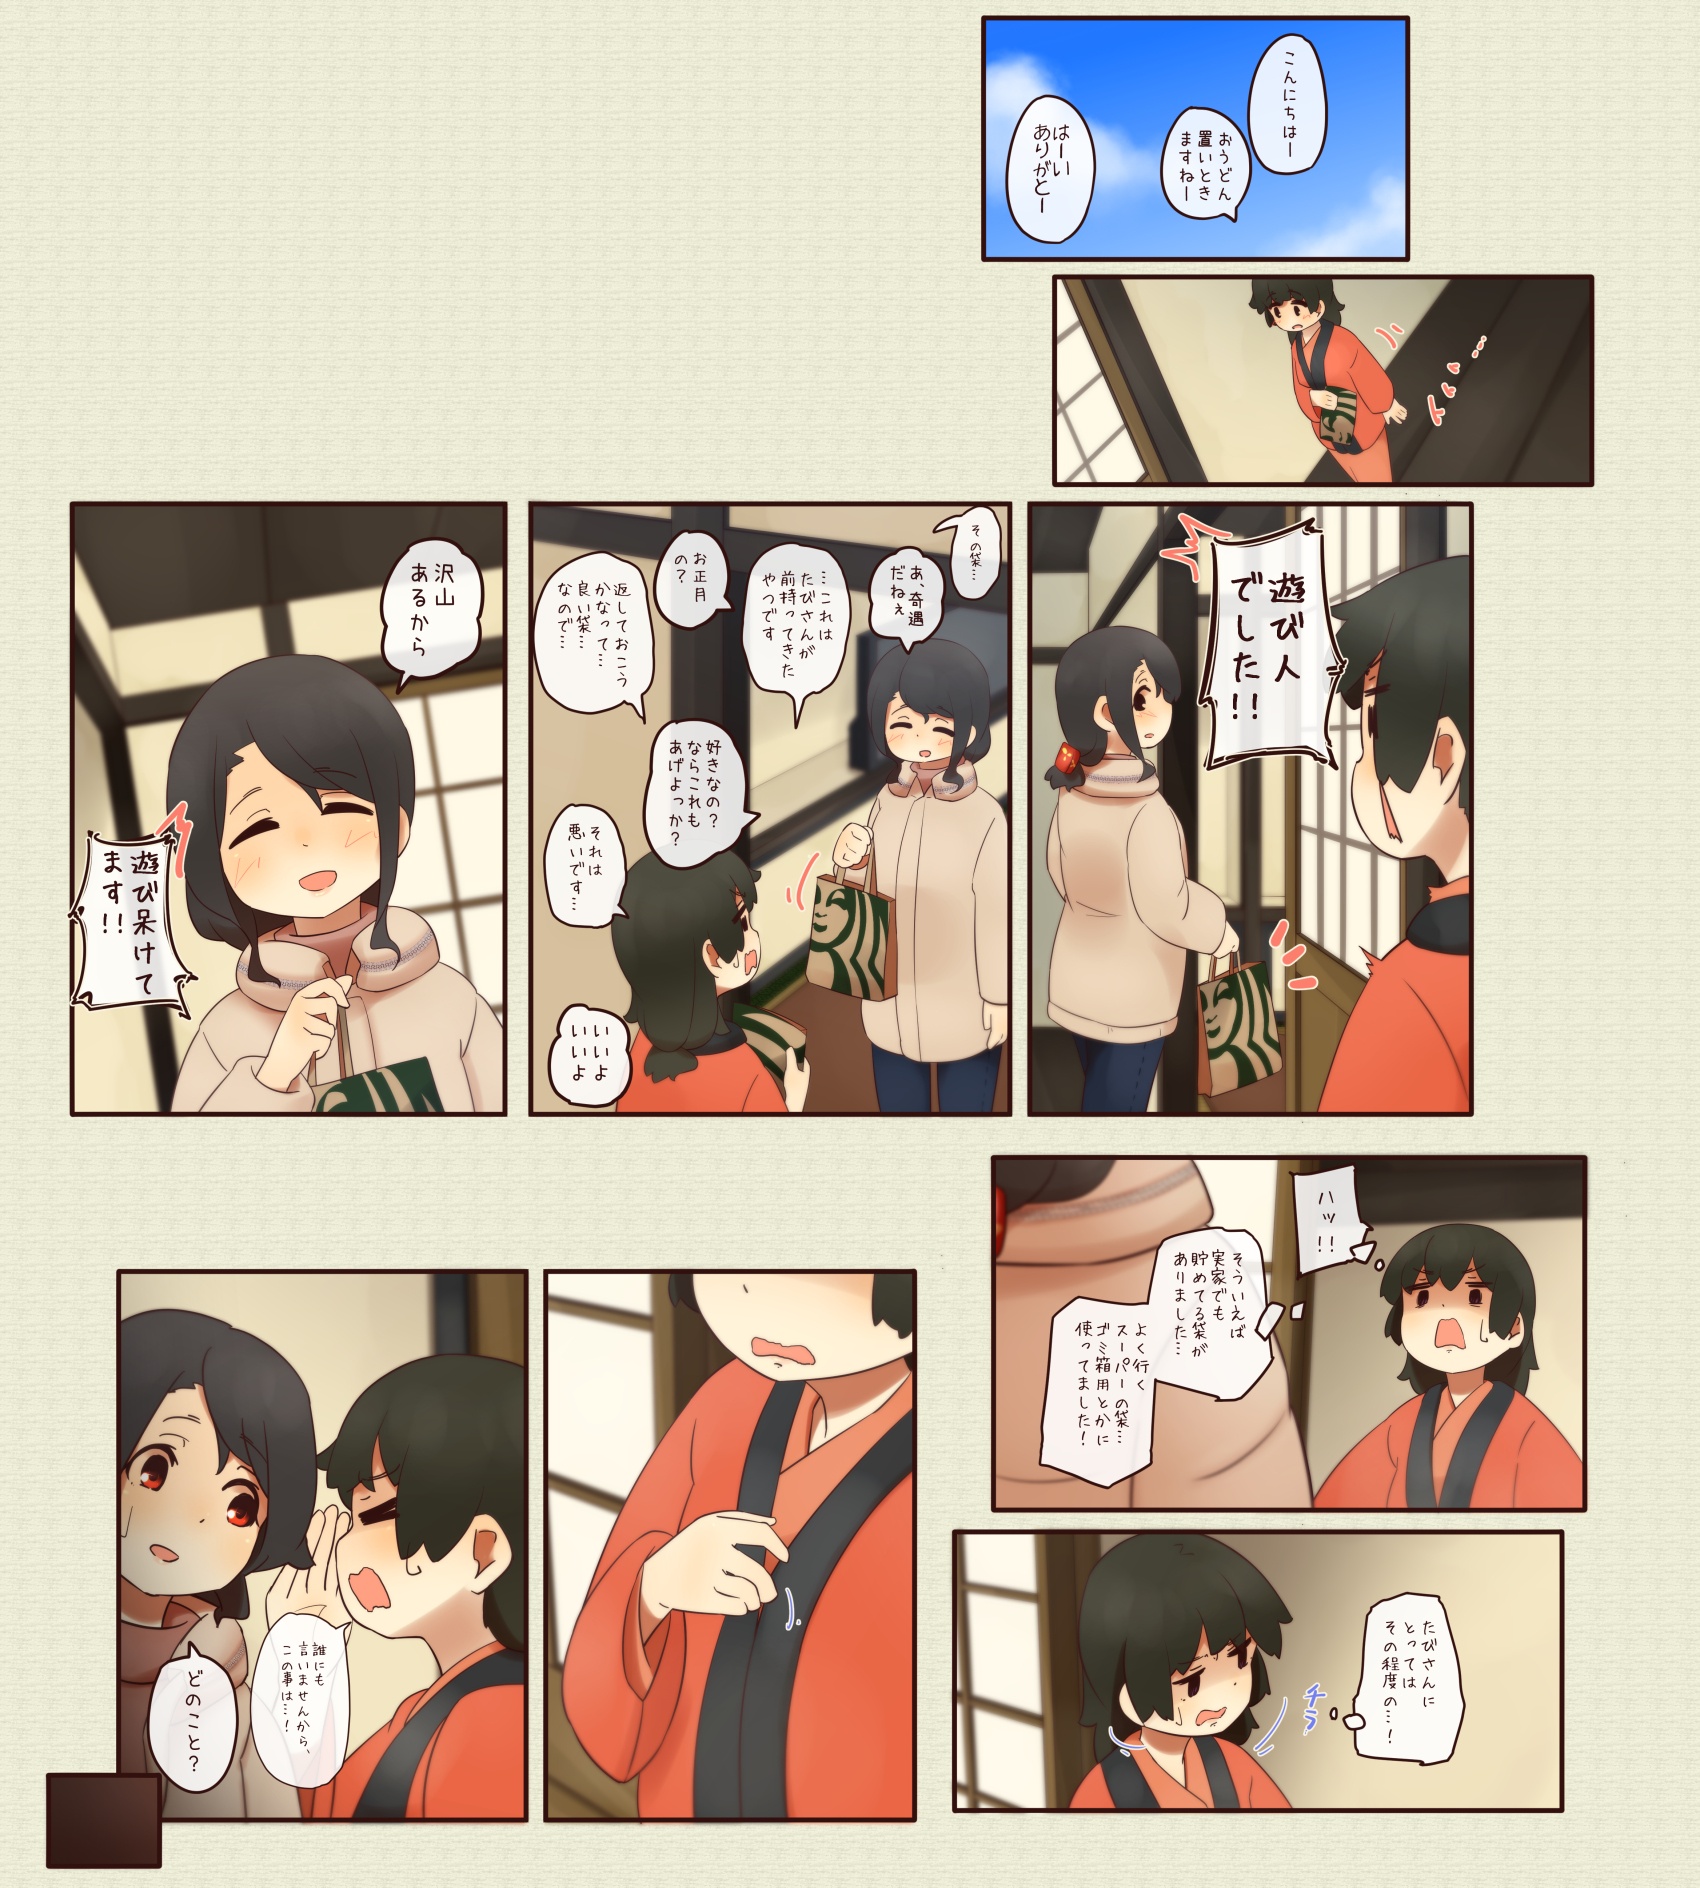 こんにちはー
おうどん
置いとき
ますねー
はーい
ありがとー
とととと…
遊び人
でした!!
その袋…
あ、奇遇
だねぇ
…これは
たびさんが
前持ってきた
やつです
お正月
の?
返しておこう
かなって…
良い袋…
なので…
好きなの?
ならこれも
あげよっか?
それは
悪いです…
いいよ
いいよ
沢山
あるから
遊び呆けて
ます!!
ハッ!!
そういえば
実家でも
貯めてる袋が
ありました…
よく行く
スーパーの袋…
ゴミ箱用とかに
使ってました!
たびさんに
とっては
その程度の…!
チラ
誰にも
言いませんから、
この事は…!
どのこと?